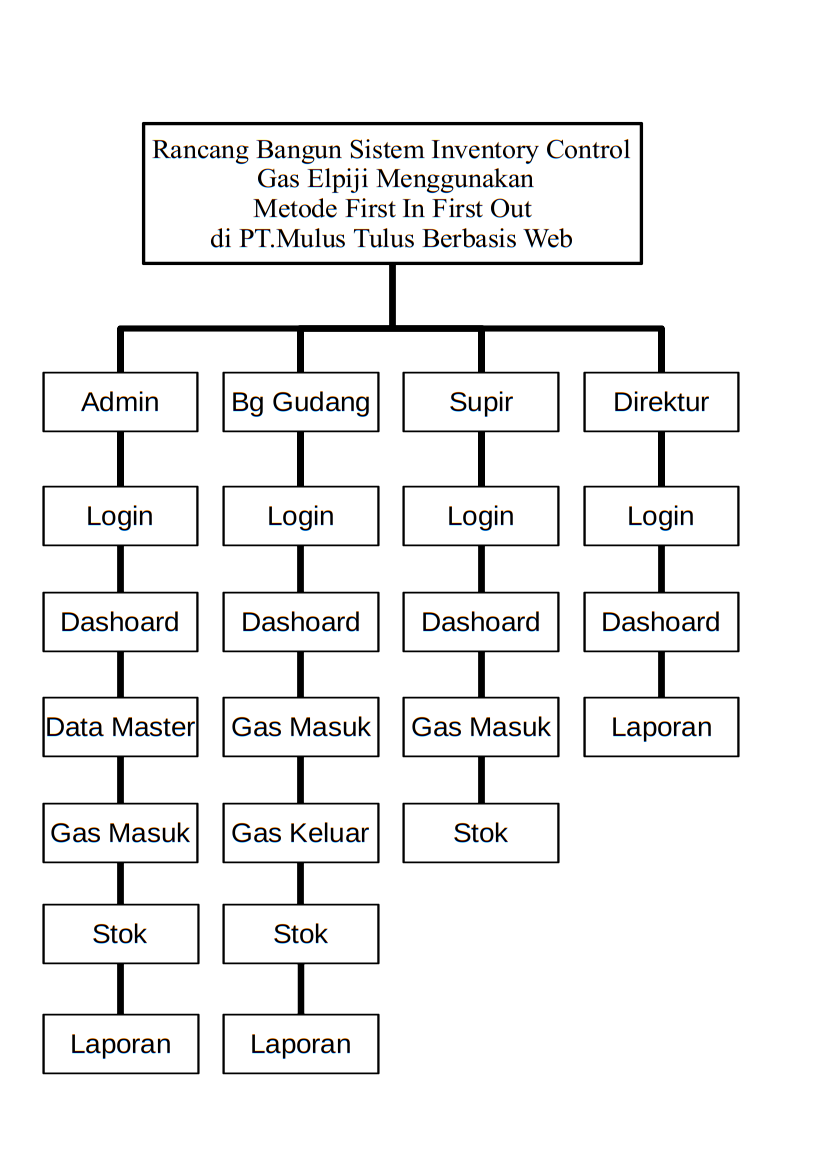 Rancang Bangun Sistem Inventory Control
Gas Elpiji Menggunakan
Metode First In First Out
di PT.Mulus Tulus Berbasis Web
Admin
Bg Gudang
Supir
Direktur
Login
Login
Login
Login
Dashoard
Dashoard
Dashoard
Dashoard
Data Master
Gas Masuk
Gas Masuk
Laporan
Gas Masuk
Gas Keluar
Stok
Stok
Stok
Laporan
Laporan